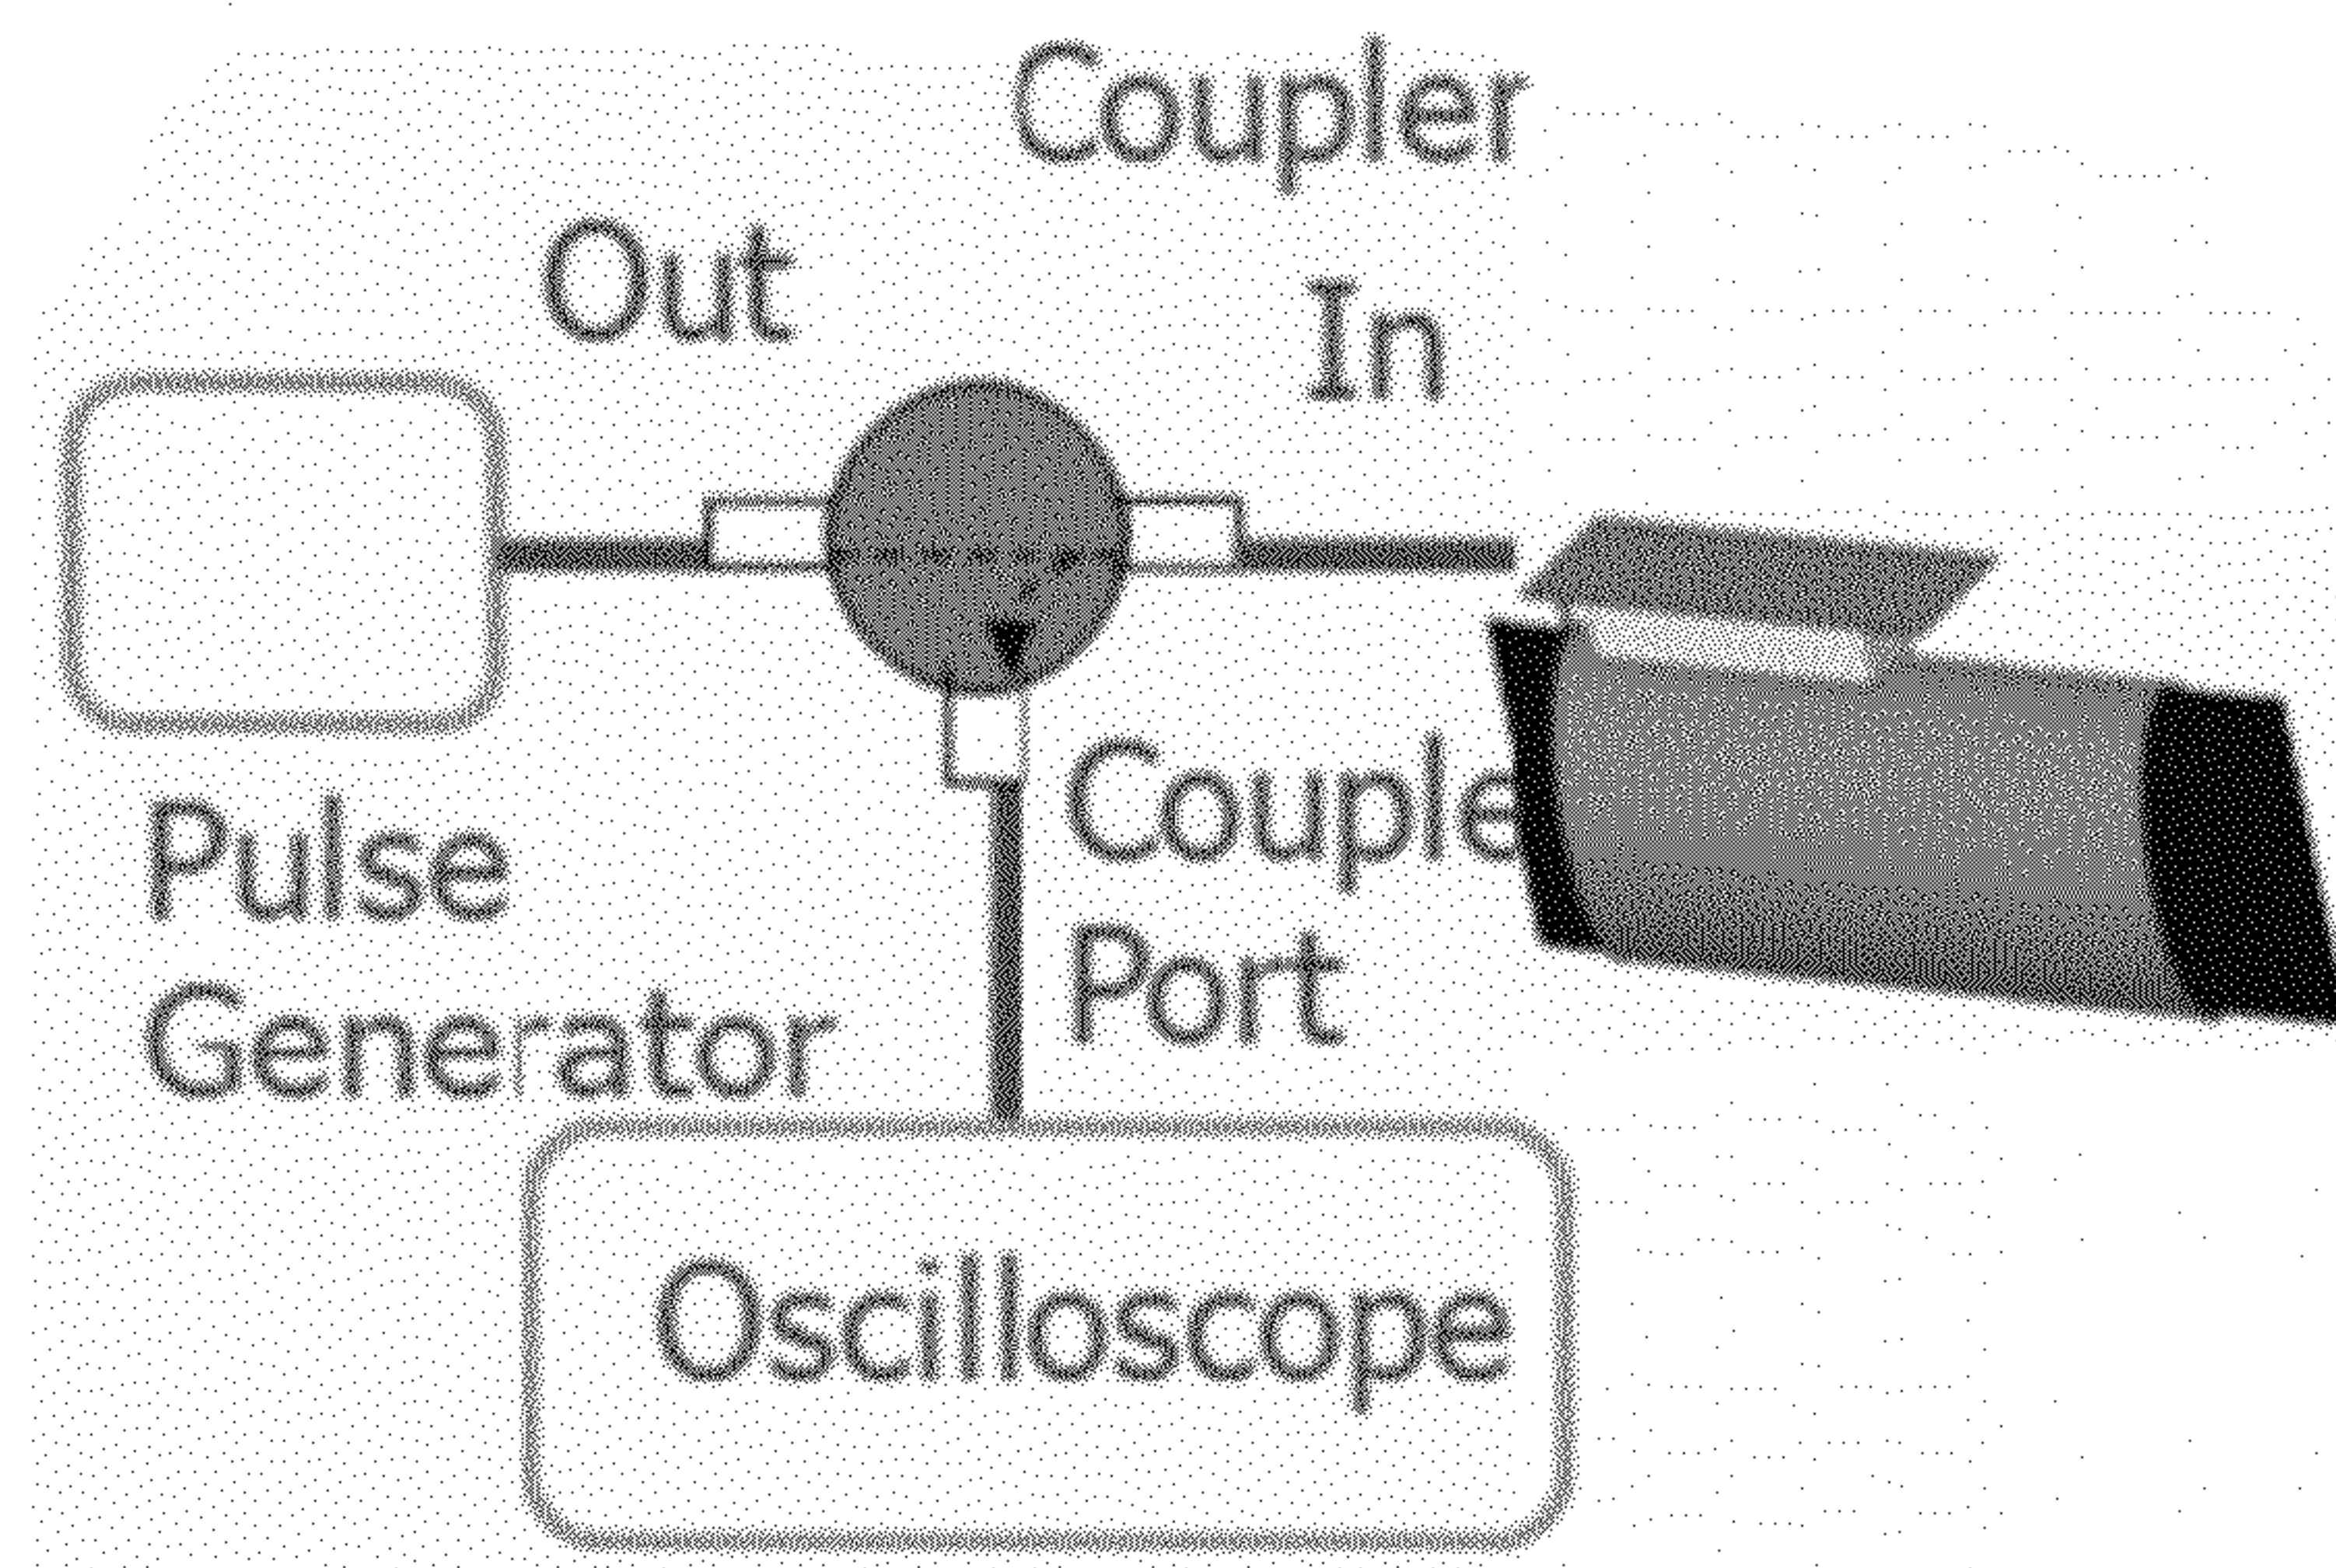 Coupler
Out
In
Couple
Port
Pulse
Generator
Oscilloscope